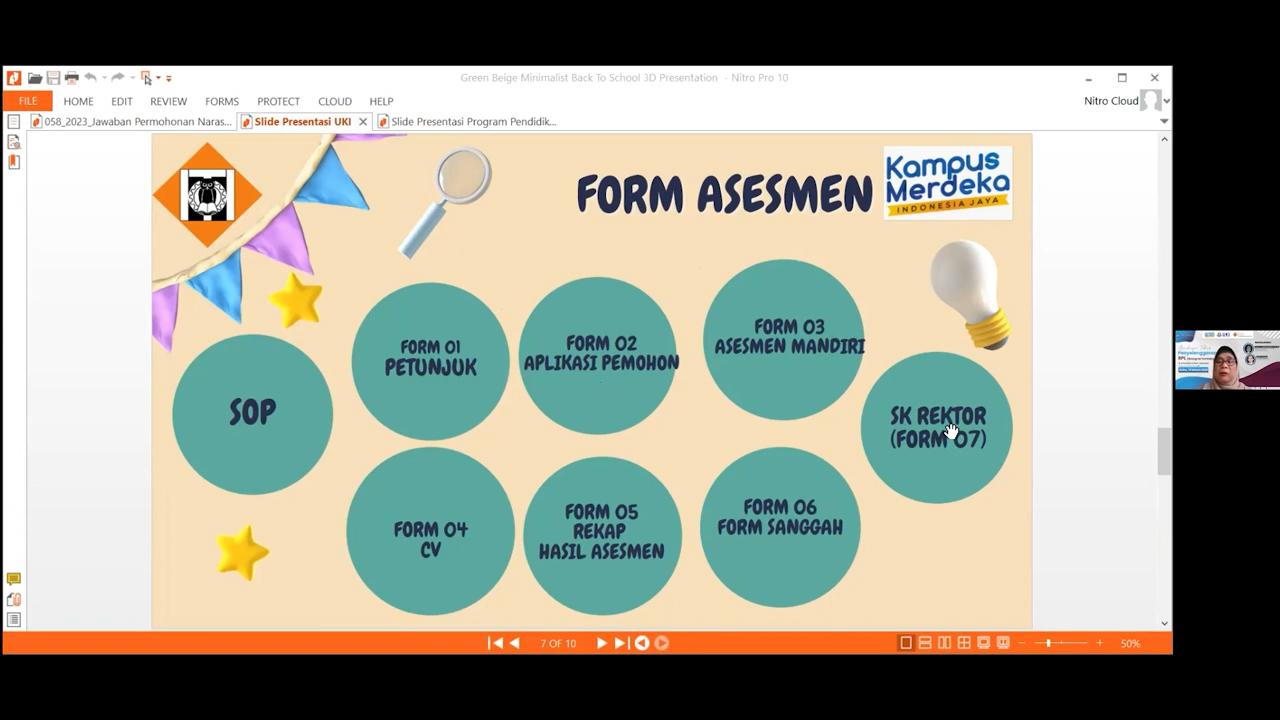 Green Beige Minimalist Back To School 3D Presentation - Nitro Pro 10
FILE HOME EDIT REVIEW FORMS PROTECT CLOUD HELP
Nitro Cloud
058_2023_Jawaban Permohonan Naras...
Slide Presentasi UKI
Slide Presentasi Program Pendidik...
FORM ASESMEN
Kampus
Merdeka
INDONESIA JAYA
SOP
FORM 01
PETUNJUK
FORM 02
APLIKASI PEMOHON
FORM 03
ASESMEN MANDIRI
SK REKTOR
(FORM 07)
FORM 04
CV
FORM 05
REKAP
HASIL ASESMEN
FORM 06
FORM SANGGAH
7 OF 10
50%